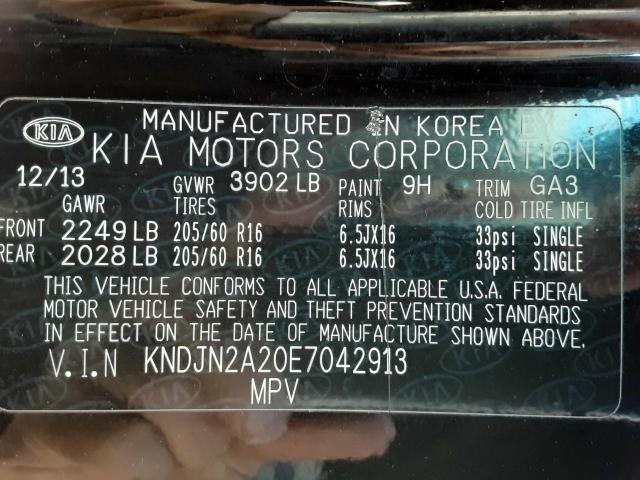 KIA
MANUFACTURED IN KOREA BY
KIA MOTORS CORPORATION
12/13 GVWR 3902 LB PAINT 9H TRIM GA3
GAWR TIRES RIMS COLD TIRE INFL
FRONT 2249 LB 205/60 R16 6.5JX16 33psi SINGLE
REAR 2028 LB 205/60 R16 6.5JX16 33psi SINGLE
THIS VEHICLE CONFORMS TO ALL APPLICABLE U.S.A. FEDERAL
MOTOR VEHICLE SAFETY AND THEFT PREVENTION STANDARDS
IN EFFECT ON THE DATE OF MANUFACTURE SHOWN ABOVE.
V.I.N KNDJN2A20E7042913
MPV